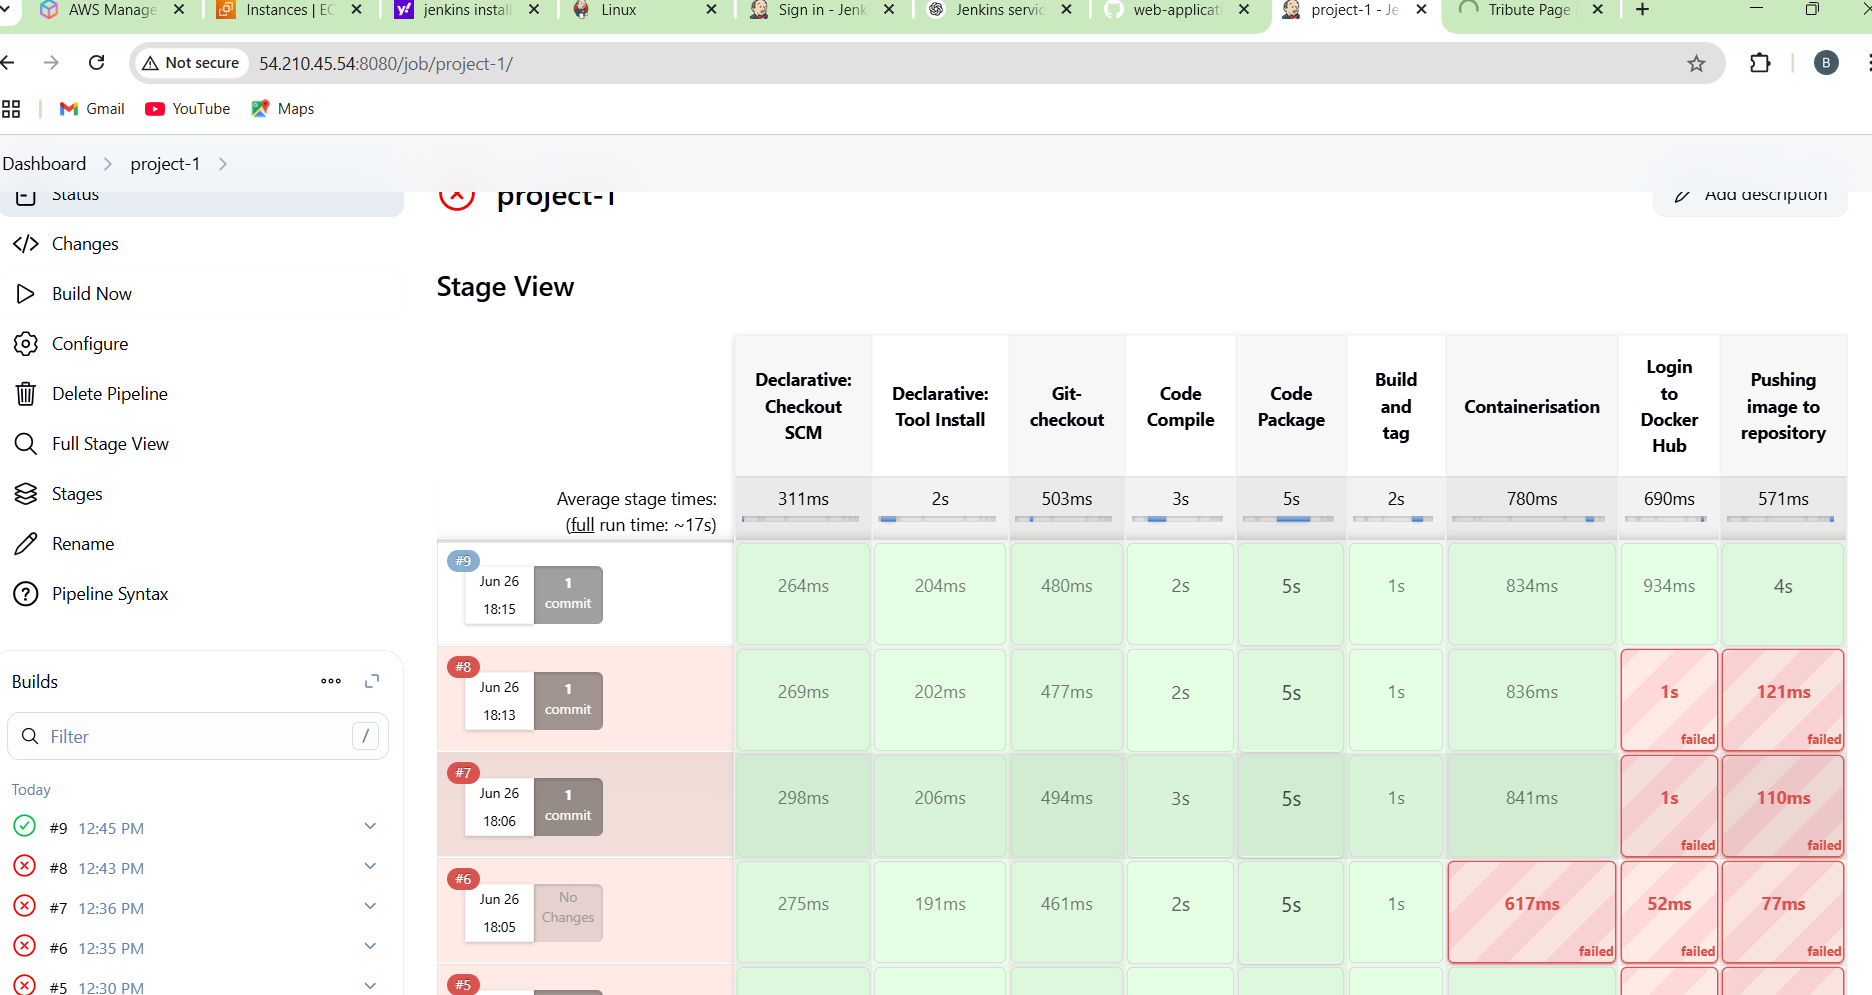 AWS Manage
Instances | EC
jenkins install
Linux
Sign in - Jenk
Jenkins servic
web-applicati
project-1 - Je
Tribute Page
Not secure
54.210.45.54:8080/job/project-1/
B
Gmail
YouTube
Maps
Dashboard
project-1
Status
project-1
Add description
Changes
Build Now
Configure
Delete Pipeline
Full Stage View
Stages
Rename
Pipeline Syntax
Stage View
Declarative:
Checkout
SCM
Declarative:
Tool Install
Git-
checkout
Code
Compile
Code
Package
Build
and
tag
Containerisation
Login
to
Docker
Hub
Pushing
image to
repository
Average stage times:
(full run time: ~17s)
311ms
2s
503ms
3s
5s
2s
780ms
690ms
571ms
#9
Jun 26
18:15
1
commit
264ms
204ms
480ms
2s
5s
1s
834ms
934ms
4s
#8
Jun 26
18:13
1
commit
269ms
202ms
477ms
2s
5s
1s
836ms
1s
failed
121ms
failed
#7
Jun 26
18:06
1
commit
298ms
206ms
494ms
3s
5s
1s
841ms
1s
failed
110ms
failed
#6
Jun 26
18:05
No
Changes
275ms
191ms
461ms
2s
5s
1s
617ms
failed
52ms
failed
77ms
failed
#5
Builds
Filter
/
Today
#9 12:45 PM
#8 12:43 PM
#7 12:36 PM
#6 12:35 PM
#5 12:30 PM